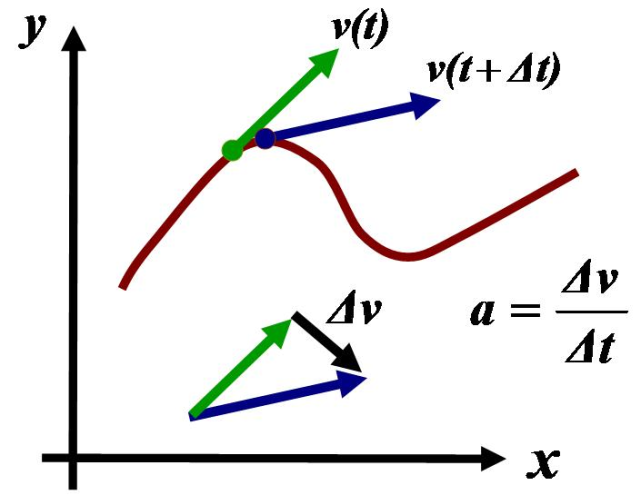 y
v(t)
v(t + Δt)
Δv
a = Δv/Δt
x